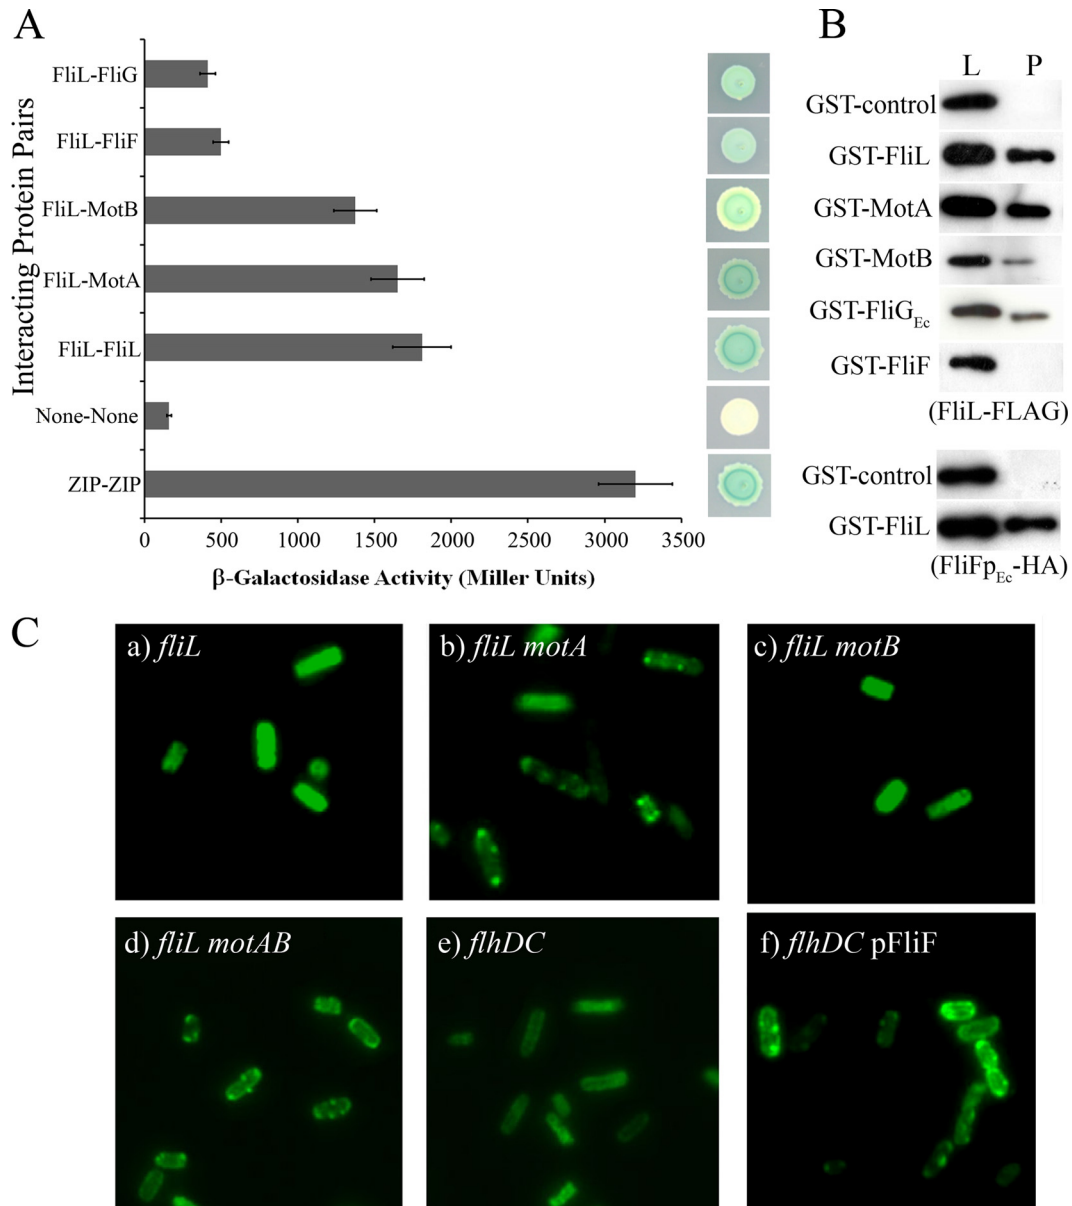 A
Interacting Protein Pairs
FliL-FliG
FliL-FliF
FliL-MotB
FliL-MotA
FliL-FliL
None-None
ZIP-ZIP
0 500 1000 1500 2000 2500 3000 3500
β-Galactosidase Activity (Miller Units)
B
L P
GST-control
GST-FliL
GST-MotA
GST-MotB
GST-FliGEc
GST-FliF
(FliL-FLAG)
GST-control
GST-FliL
(FliFpEc-HA)
C
a) fliL
b) fliL motA
c) fliL motB
d) fliL motAB
e) flhDC
f) flhDC pFliF